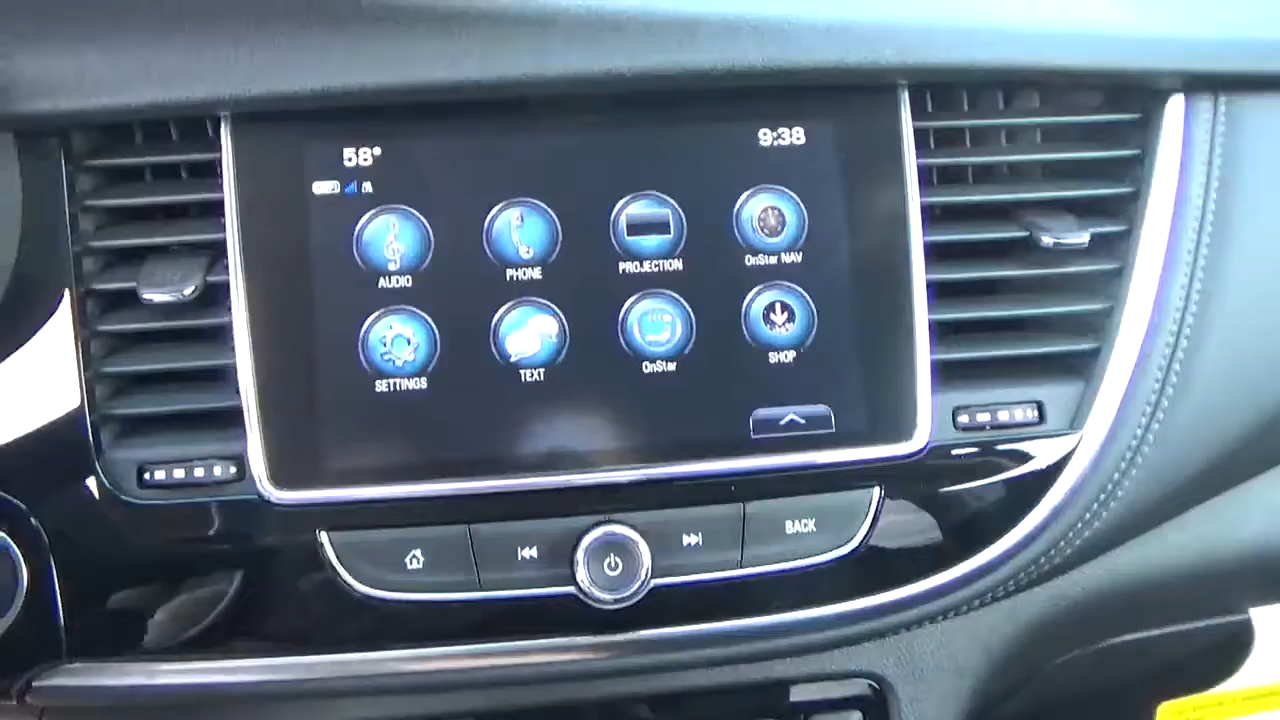 58°
9:38
AUDIO
PHONE
PROJECTION
OnStar NAV
SETTINGS
TEXT
OnStar
SHOP
BACK